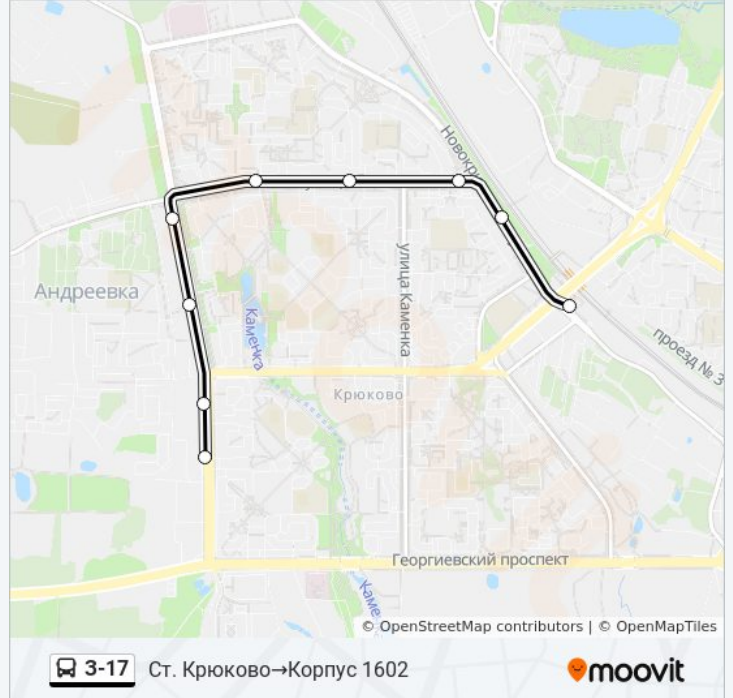 Новокрю
Андреевка
улица Каменка
Каменка
проезд № 3
Крюково
Георгиевский проспект
Каме
© OpenStreetMap contributors | © OpenMapTiles
3-17 Ст. Крюково→Корпус 1602
moovit